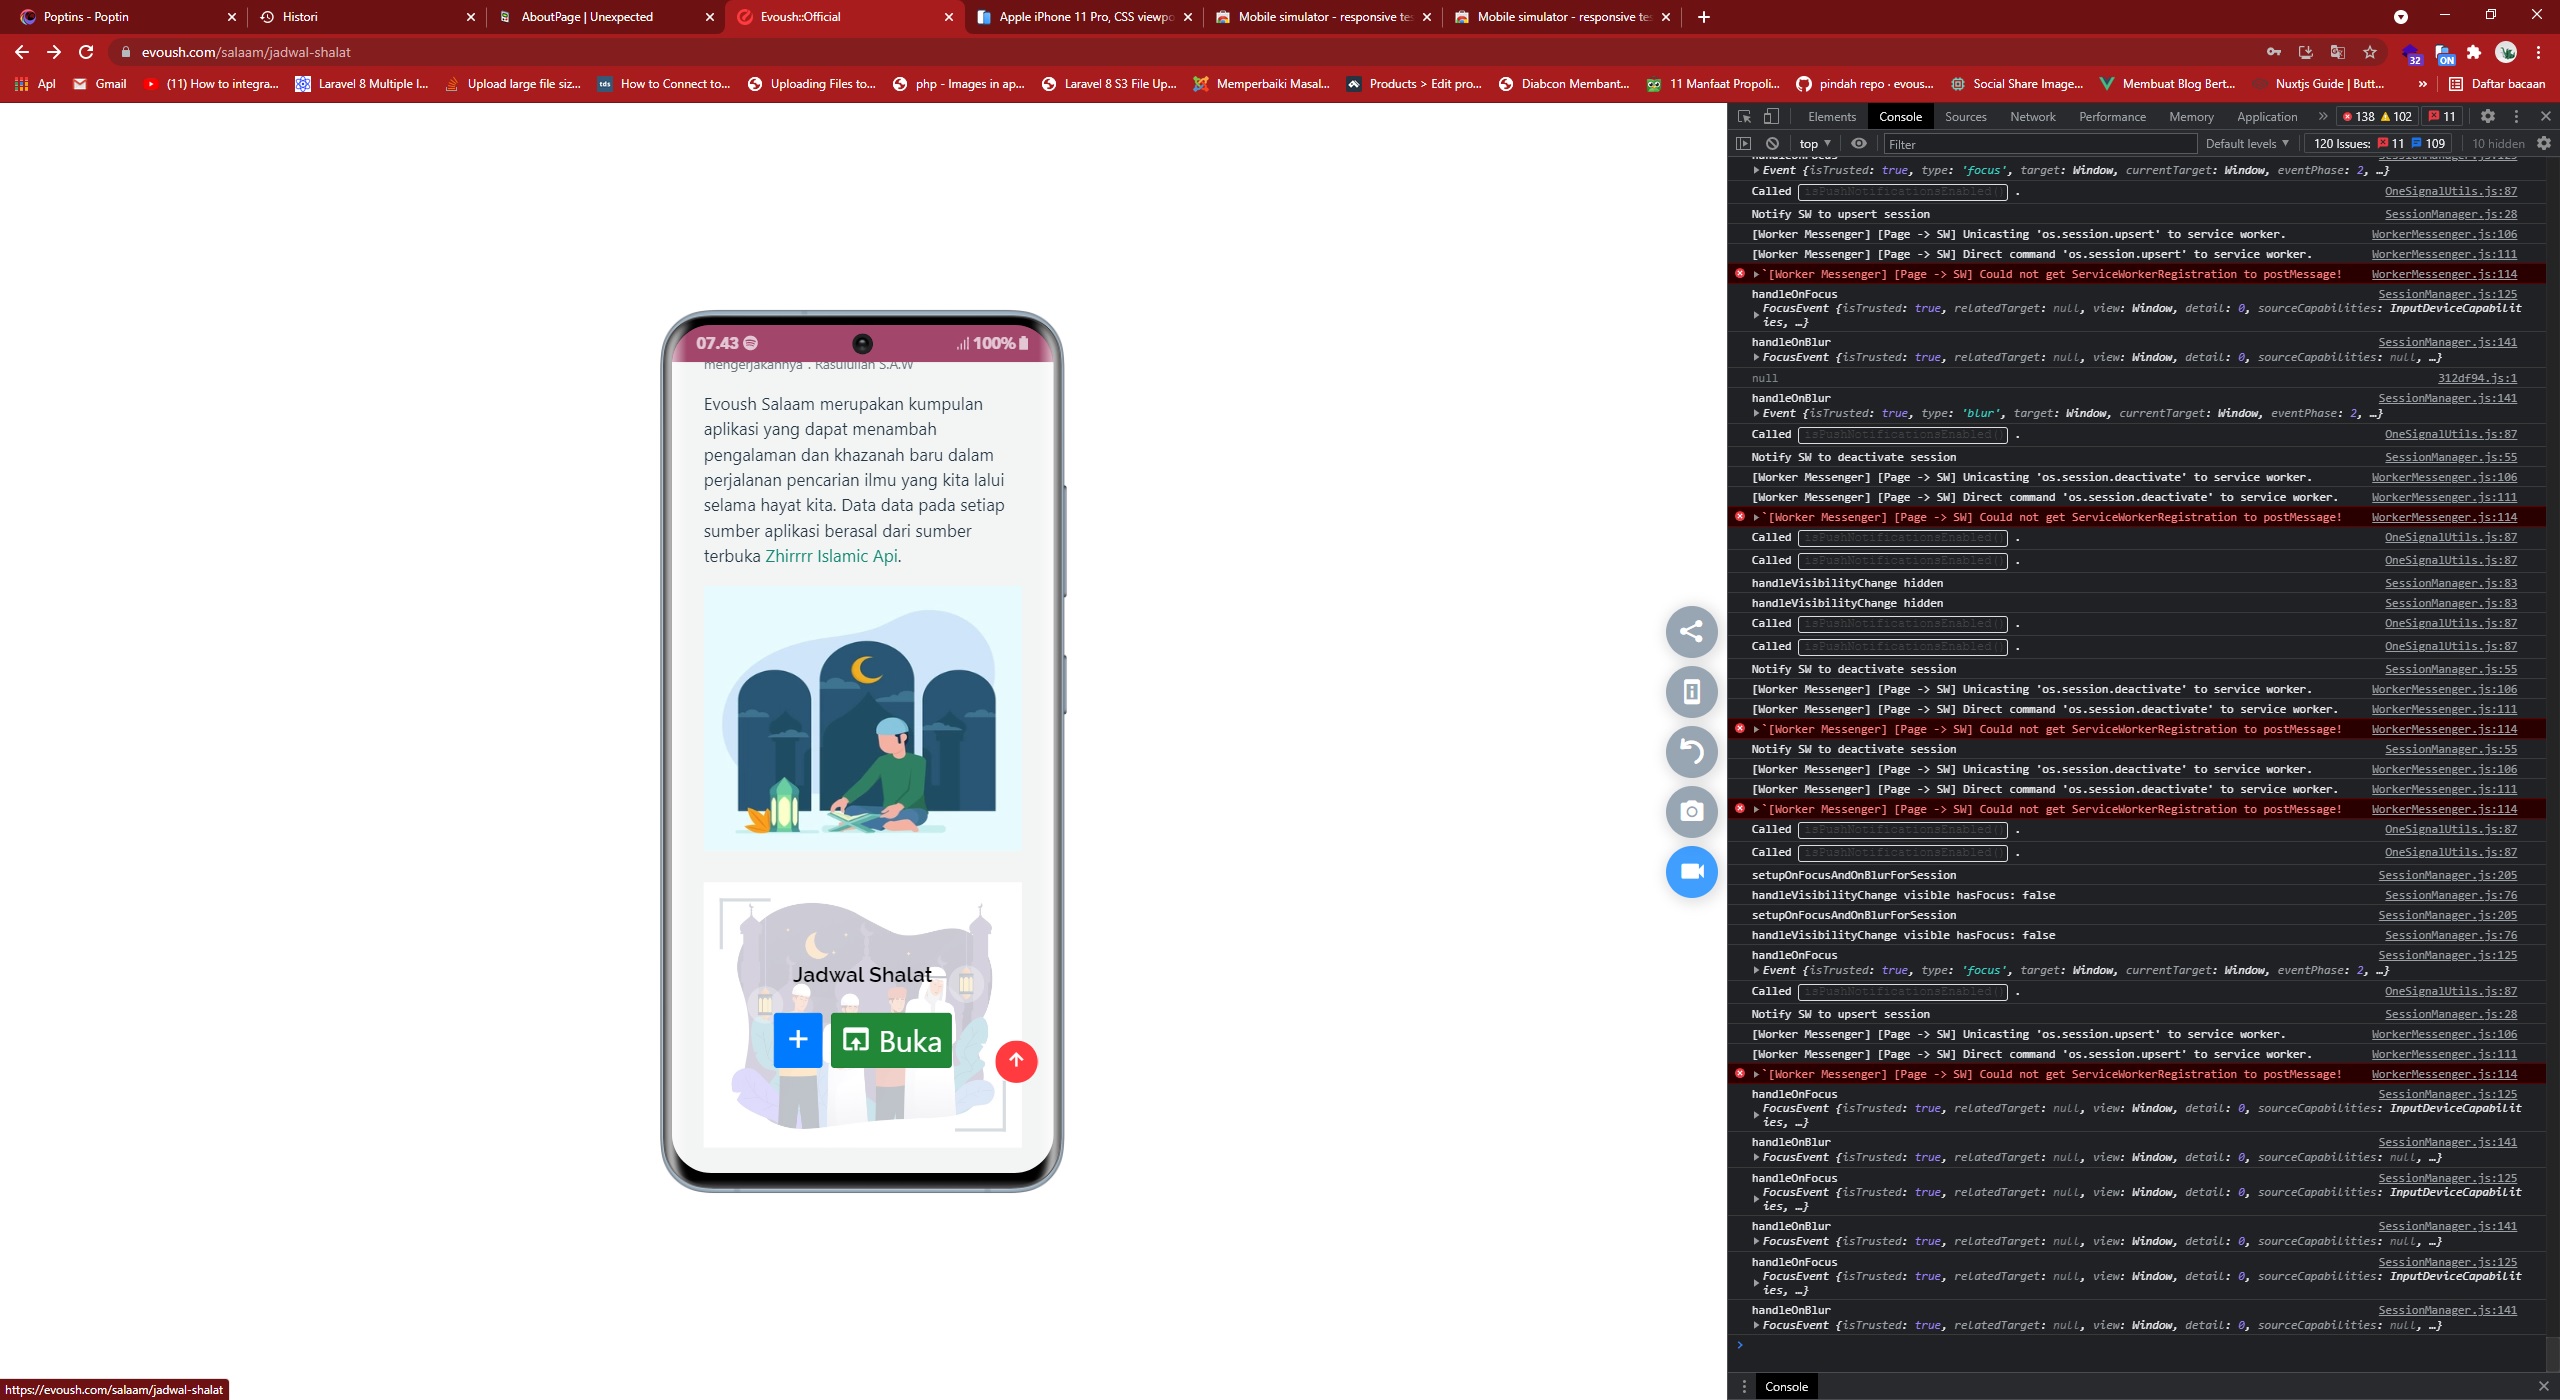 Poptins - Poptin
Histori
AboutPage | Unexpected
Evoush::Official
Apple iPhone 11 Pro, CSS viewpo
Mobile simulator - responsive tes
Mobile simulator - responsive tes
evoush.com/salaam/jadwal-shalat
32
ON
Apl
Gmail
(11) How to integra...
Laravel 8 Multiple I...
Upload large file siz...
tds
How to Connect to...
Uploading Files to...
php - Images in ap...
Laravel 8 S3 File Up...
Memperbaiki Masal...
Products > Edit pro...
Diabcon Membant...
11 Manfaat Propoli...
pindah repo · evous...
Social Share Image...
Membuat Blog Bert...
Nuxtjs Guide | Butt...
»
Daftar bacaan
07.43
100%
mengerjakannya . Rasulullah S.A.W
Evoush Salaam merupakan kumpulan
aplikasi yang dapat menambah
pengalaman dan khazanah baru dalam
perjalanan pencarian ilmu yang kita lalui
selama hayat kita. Data data pada setiap
sumber aplikasi berasal dari sumber
terbuka Zhirrrr Islamic Api.
Jadwal Shalat
+
Buka
https://evoush.com/salaam/jadwal-shalat
Elements Console Sources Network Performance Memory Application » 138 102 11
top Filter Default levels 120 Issues: 11 109 10 hidden
handleOnFocus SessionManager.js:125
Event {isTrusted: true, type: 'focus', target: Window, currentTarget: Window, eventPhase: 2, …}
Called isPushNotificationsEnabled() . OneSignalUtils.js:87
Notify SW to upsert session SessionManager.js:28
[Worker Messenger] [Page -> SW] Unicasting 'os.session.upsert' to service worker. WorkerMessenger.js:106
[Worker Messenger] [Page -> SW] Direct command 'os.session.upsert' to service worker. WorkerMessenger.js:111
`[Worker Messenger] [Page -> SW] Could not get ServiceWorkerRegistration to postMessage! WorkerMessenger.js:114
handleOnFocus SessionManager.js:125
FocusEvent {isTrusted: true, relatedTarget: null, view: Window, detail: 0, sourceCapabilities: InputDeviceCapabilit
ies, …}
handleOnBlur SessionManager.js:141
FocusEvent {isTrusted: true, relatedTarget: null, view: Window, detail: 0, sourceCapabilities: null, …}
null 312df94.js:1
handleOnBlur SessionManager.js:141
Event {isTrusted: true, type: 'blur', target: Window, currentTarget: Window, eventPhase: 2, …}
Called isPushNotificationsEnabled() . OneSignalUtils.js:87
Notify SW to deactivate session SessionManager.js:55
[Worker Messenger] [Page -> SW] Unicasting 'os.session.deactivate' to service worker. WorkerMessenger.js:106
[Worker Messenger] [Page -> SW] Direct command 'os.session.deactivate' to service worker. WorkerMessenger.js:111
`[Worker Messenger] [Page -> SW] Could not get ServiceWorkerRegistration to postMessage! WorkerMessenger.js:114
Called isPushNotificationsEnabled() . OneSignalUtils.js:87
Called isPushNotificationsEnabled() . OneSignalUtils.js:87
handleVisibilityChange hidden SessionManager.js:83
handleVisibilityChange hidden SessionManager.js:83
Called isPushNotificationsEnabled() . OneSignalUtils.js:87
Called isPushNotificationsEnabled() . OneSignalUtils.js:87
Notify SW to deactivate session SessionManager.js:55
[Worker Messenger] [Page -> SW] Unicasting 'os.session.deactivate' to service worker. WorkerMessenger.js:106
[Worker Messenger] [Page -> SW] Direct command 'os.session.deactivate' to service worker. WorkerMessenger.js:111
`[Worker Messenger] [Page -> SW] Could not get ServiceWorkerRegistration to postMessage! WorkerMessenger.js:114
Notify SW to deactivate session SessionManager.js:55
[Worker Messenger] [Page -> SW] Unicasting 'os.session.deactivate' to service worker. WorkerMessenger.js:106
[Worker Messenger] [Page -> SW] Direct command 'os.session.deactivate' to service worker. WorkerMessenger.js:111
`[Worker Messenger] [Page -> SW] Could not get ServiceWorkerRegistration to postMessage! WorkerMessenger.js:114
Called isPushNotificationsEnabled() . OneSignalUtils.js:87
Called isPushNotificationsEnabled() . OneSignalUtils.js:87
setupOnFocusAndOnBlurForSession SessionManager.js:205
handleVisibilityChange visible hasFocus: false SessionManager.js:76
setupOnFocusAndOnBlurForSession SessionManager.js:205
handleVisibilityChange visible hasFocus: false SessionManager.js:76
handleOnFocus SessionManager.js:125
Event {isTrusted: true, type: 'focus', target: Window, currentTarget: Window, eventPhase: 2, …}
Called isPushNotificationsEnabled() . OneSignalUtils.js:87
Notify SW to upsert session SessionManager.js:28
[Worker Messenger] [Page -> SW] Unicasting 'os.session.upsert' to service worker. WorkerMessenger.js:106
[Worker Messenger] [Page -> SW] Direct command 'os.session.upsert' to service worker. WorkerMessenger.js:111
`[Worker Messenger] [Page -> SW] Could not get ServiceWorkerRegistration to postMessage! WorkerMessenger.js:114
handleOnFocus SessionManager.js:125
FocusEvent {isTrusted: true, relatedTarget: null, view: Window, detail: 0, sourceCapabilities: InputDeviceCapabilit
ies, …}
handleOnBlur SessionManager.js:141
FocusEvent {isTrusted: true, relatedTarget: null, view: Window, detail: 0, sourceCapabilities: null, …}
handleOnFocus SessionManager.js:125
FocusEvent {isTrusted: true, relatedTarget: null, view: Window, detail: 0, sourceCapabilities: InputDeviceCapabilit
ies, …}
handleOnBlur SessionManager.js:141
FocusEvent {isTrusted: true, relatedTarget: null, view: Window, detail: 0, sourceCapabilities: null, …}
handleOnFocus SessionManager.js:125
FocusEvent {isTrusted: true, relatedTarget: null, view: Window, detail: 0, sourceCapabilities: InputDeviceCapabilit
ies, …}
handleOnBlur SessionManager.js:141
FocusEvent {isTrusted: true, relatedTarget: null, view: Window, detail: 0, sourceCapabilities: null, …}
Console